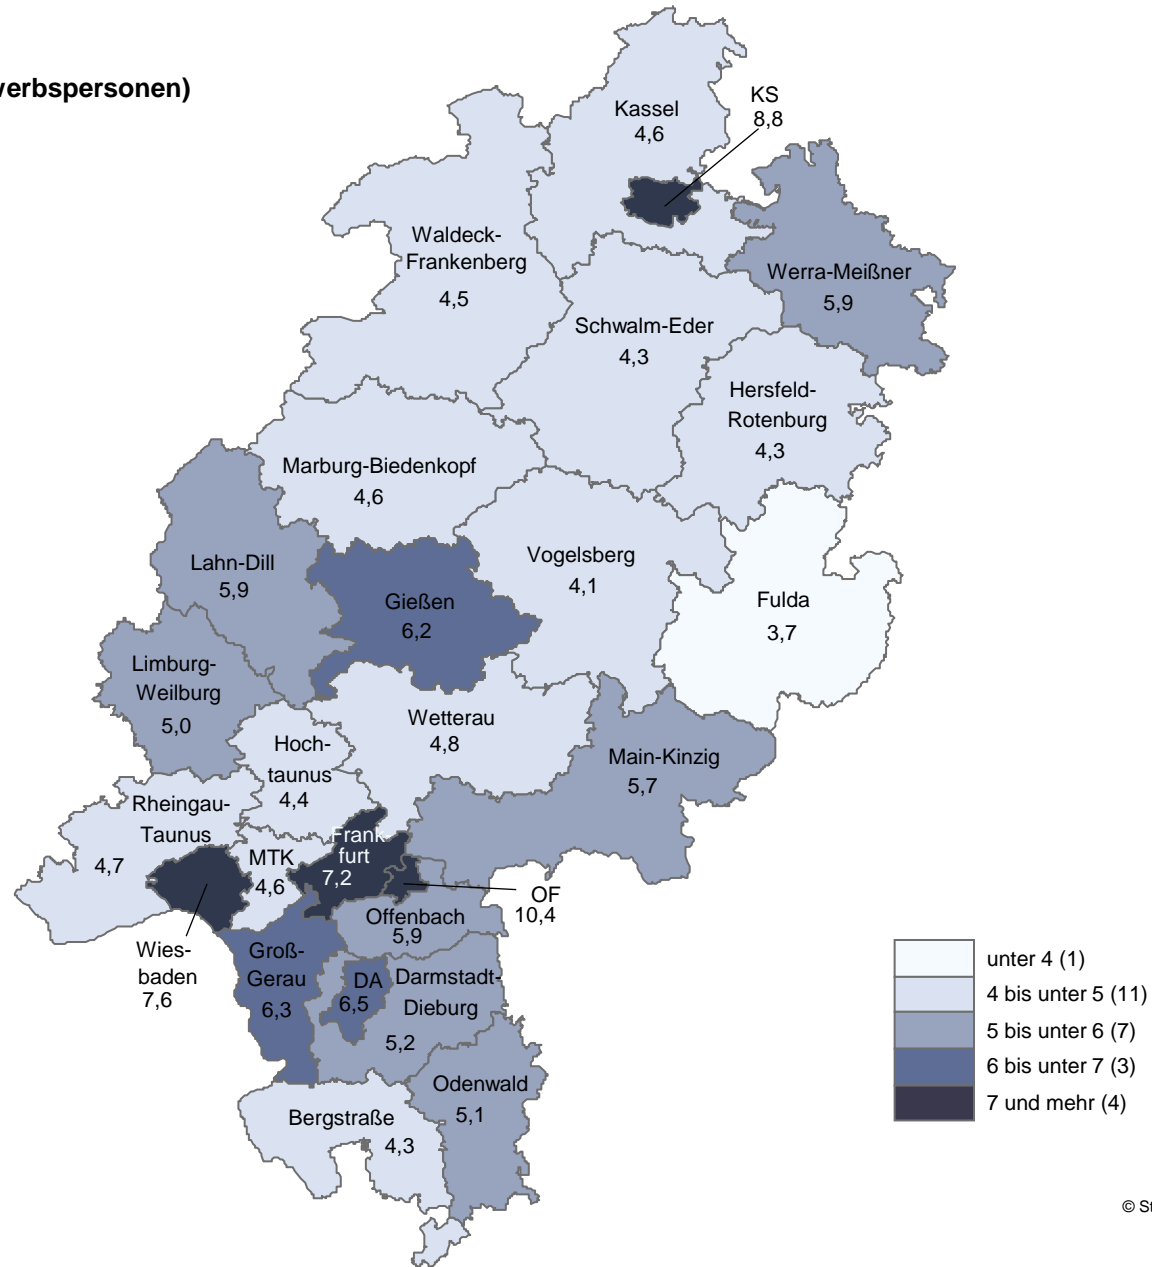 werbspersonen)
KS
8,8
Kassel
4,6
Waldeck-
Frankenberg
4,5
Werra-Meißner
5,9
Schwalm-Eder
4,3
Hersfeld-
Rotenburg
4,3
Marburg-Biedenkopf
4,6
Lahn-Dill
5,9
Vogelsberg
4,1
Gießen
6,2
Fulda
3,7
Limburg-
Weilburg
5,0
Wetterau
4,8
Hoch-
taunus
4,4
Main-Kinzig
5,7
Rheingau-
Taunus
4,7
MTK
4,6
Frank-
furt
7,2
OF
10,4
Offenbach
5,9
Wies-
baden
7,6
Groß-
Gerau
6,3
DA
6,5
Darmstadt-
Dieburg
5,2
Odenwald
5,1
Bergstraße
4,3
unter 4 (1)
4 bis unter 5 (11)
5 bis unter 6 (7)
6 bis unter 7 (3)
7 und mehr (4)
© St